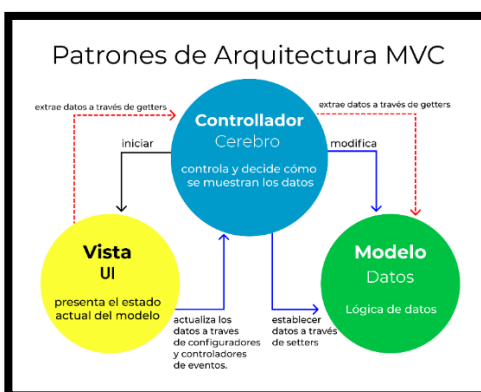 Patrones de Arquitectura MVC
extrae datos a través de getters
extrae datos a través de getters
Controllador
Cerebro
controla y decide cómo
se muestran los datos
iniciar
modifica
Vista
UI
presenta el estado
actual del modelo
Modelo
Datos
Lógica de datos
actualiza los
datos a traves
de configuradores
y controladores
de eventos.
establecer
datos a través
de setters